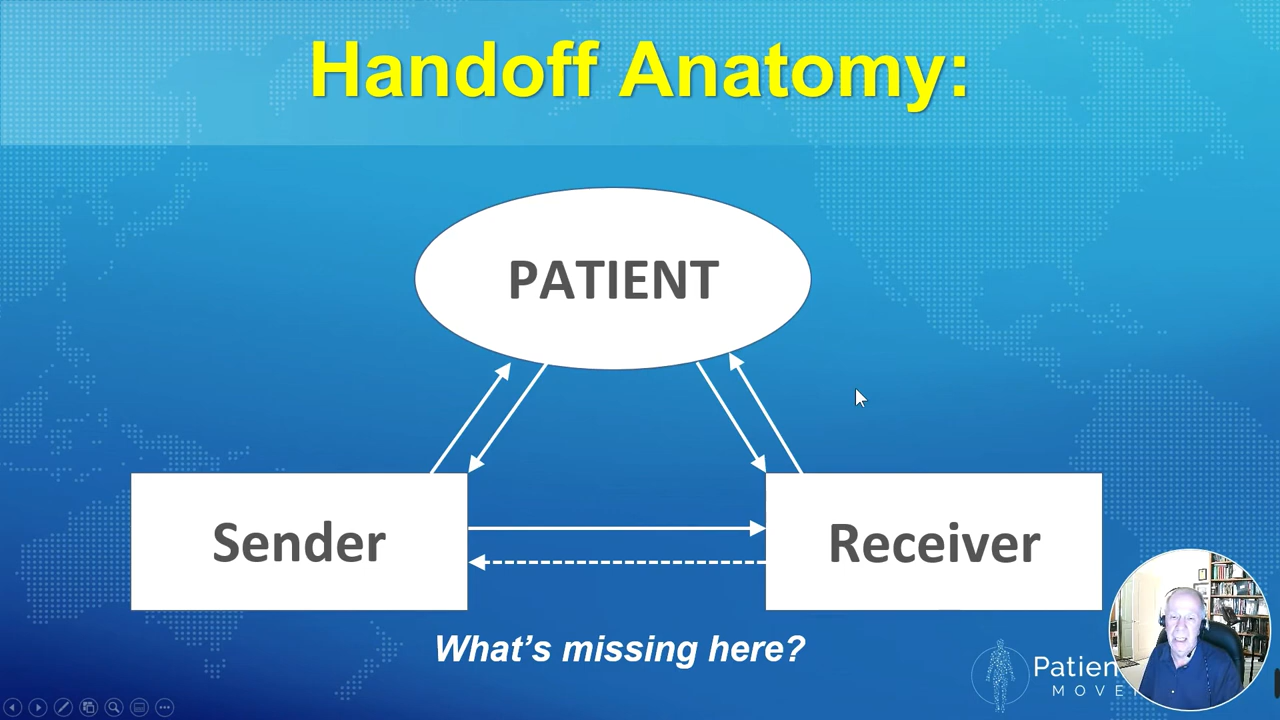 Handoff Anatomy:
PATIENT
Sender
Receiver
What's missing here?